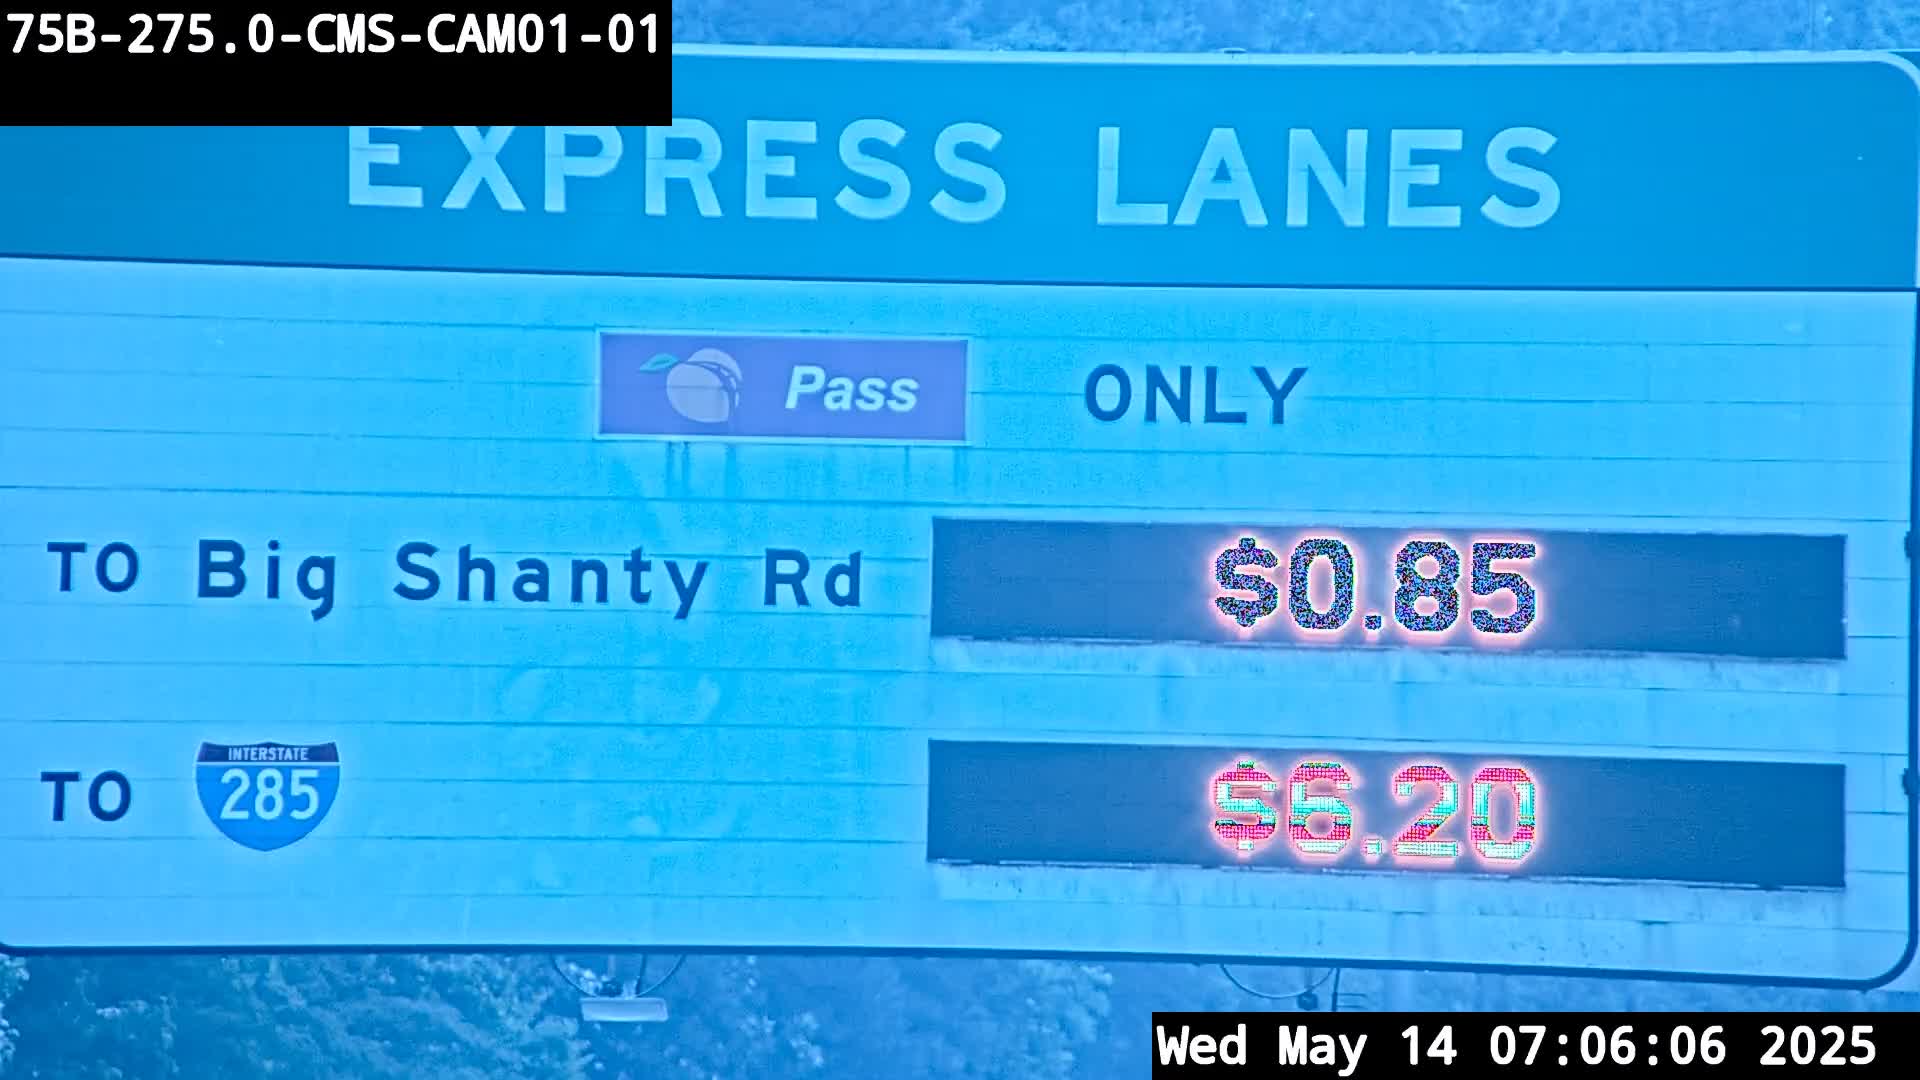 75B-275.0-CMS-CAM01-01
EXPRESS LANES
Pass ONLY
TO Big Shanty Rd $0.85
INTERSTATE
TO 285 $6.20
Wed May 14 07:06:06 2025